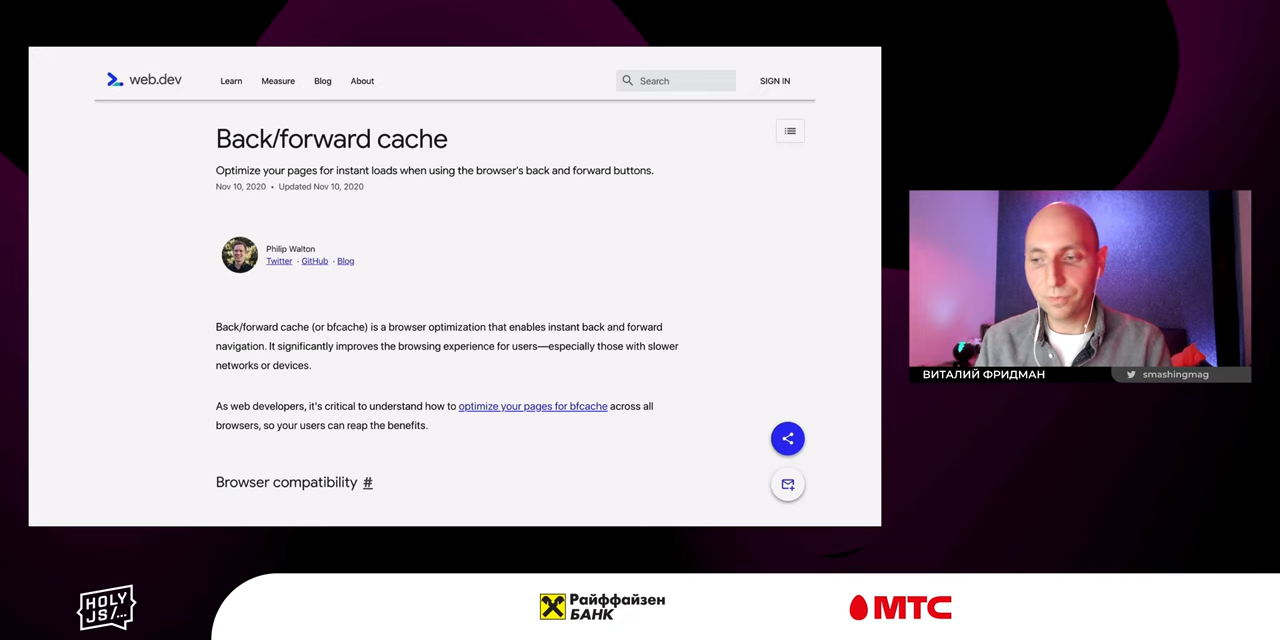 web.dev
Learn Measure Blog About
Search
SIGN IN
Back/forward cache
Optimize your pages for instant loads when using the browser's back and forward buttons.
Nov 10, 2020 • Updated Nov 10, 2020
Philip Walton
Twitter · GitHub · Blog
Back/forward cache (or bfcache) is a browser optimization that enables instant back and forward
navigation. It significantly improves the browsing experience for users—especially those with slower
networks or devices.
As web developers, it's critical to understand how to optimize your pages for bfcache across all
browsers, so your users can reap the benefits.
Browser compatibility #
ВИТАЛИЙ ФРИДМАН
smashingmag
HOLY
JS/...
Райффайзен
БАНК
МТС